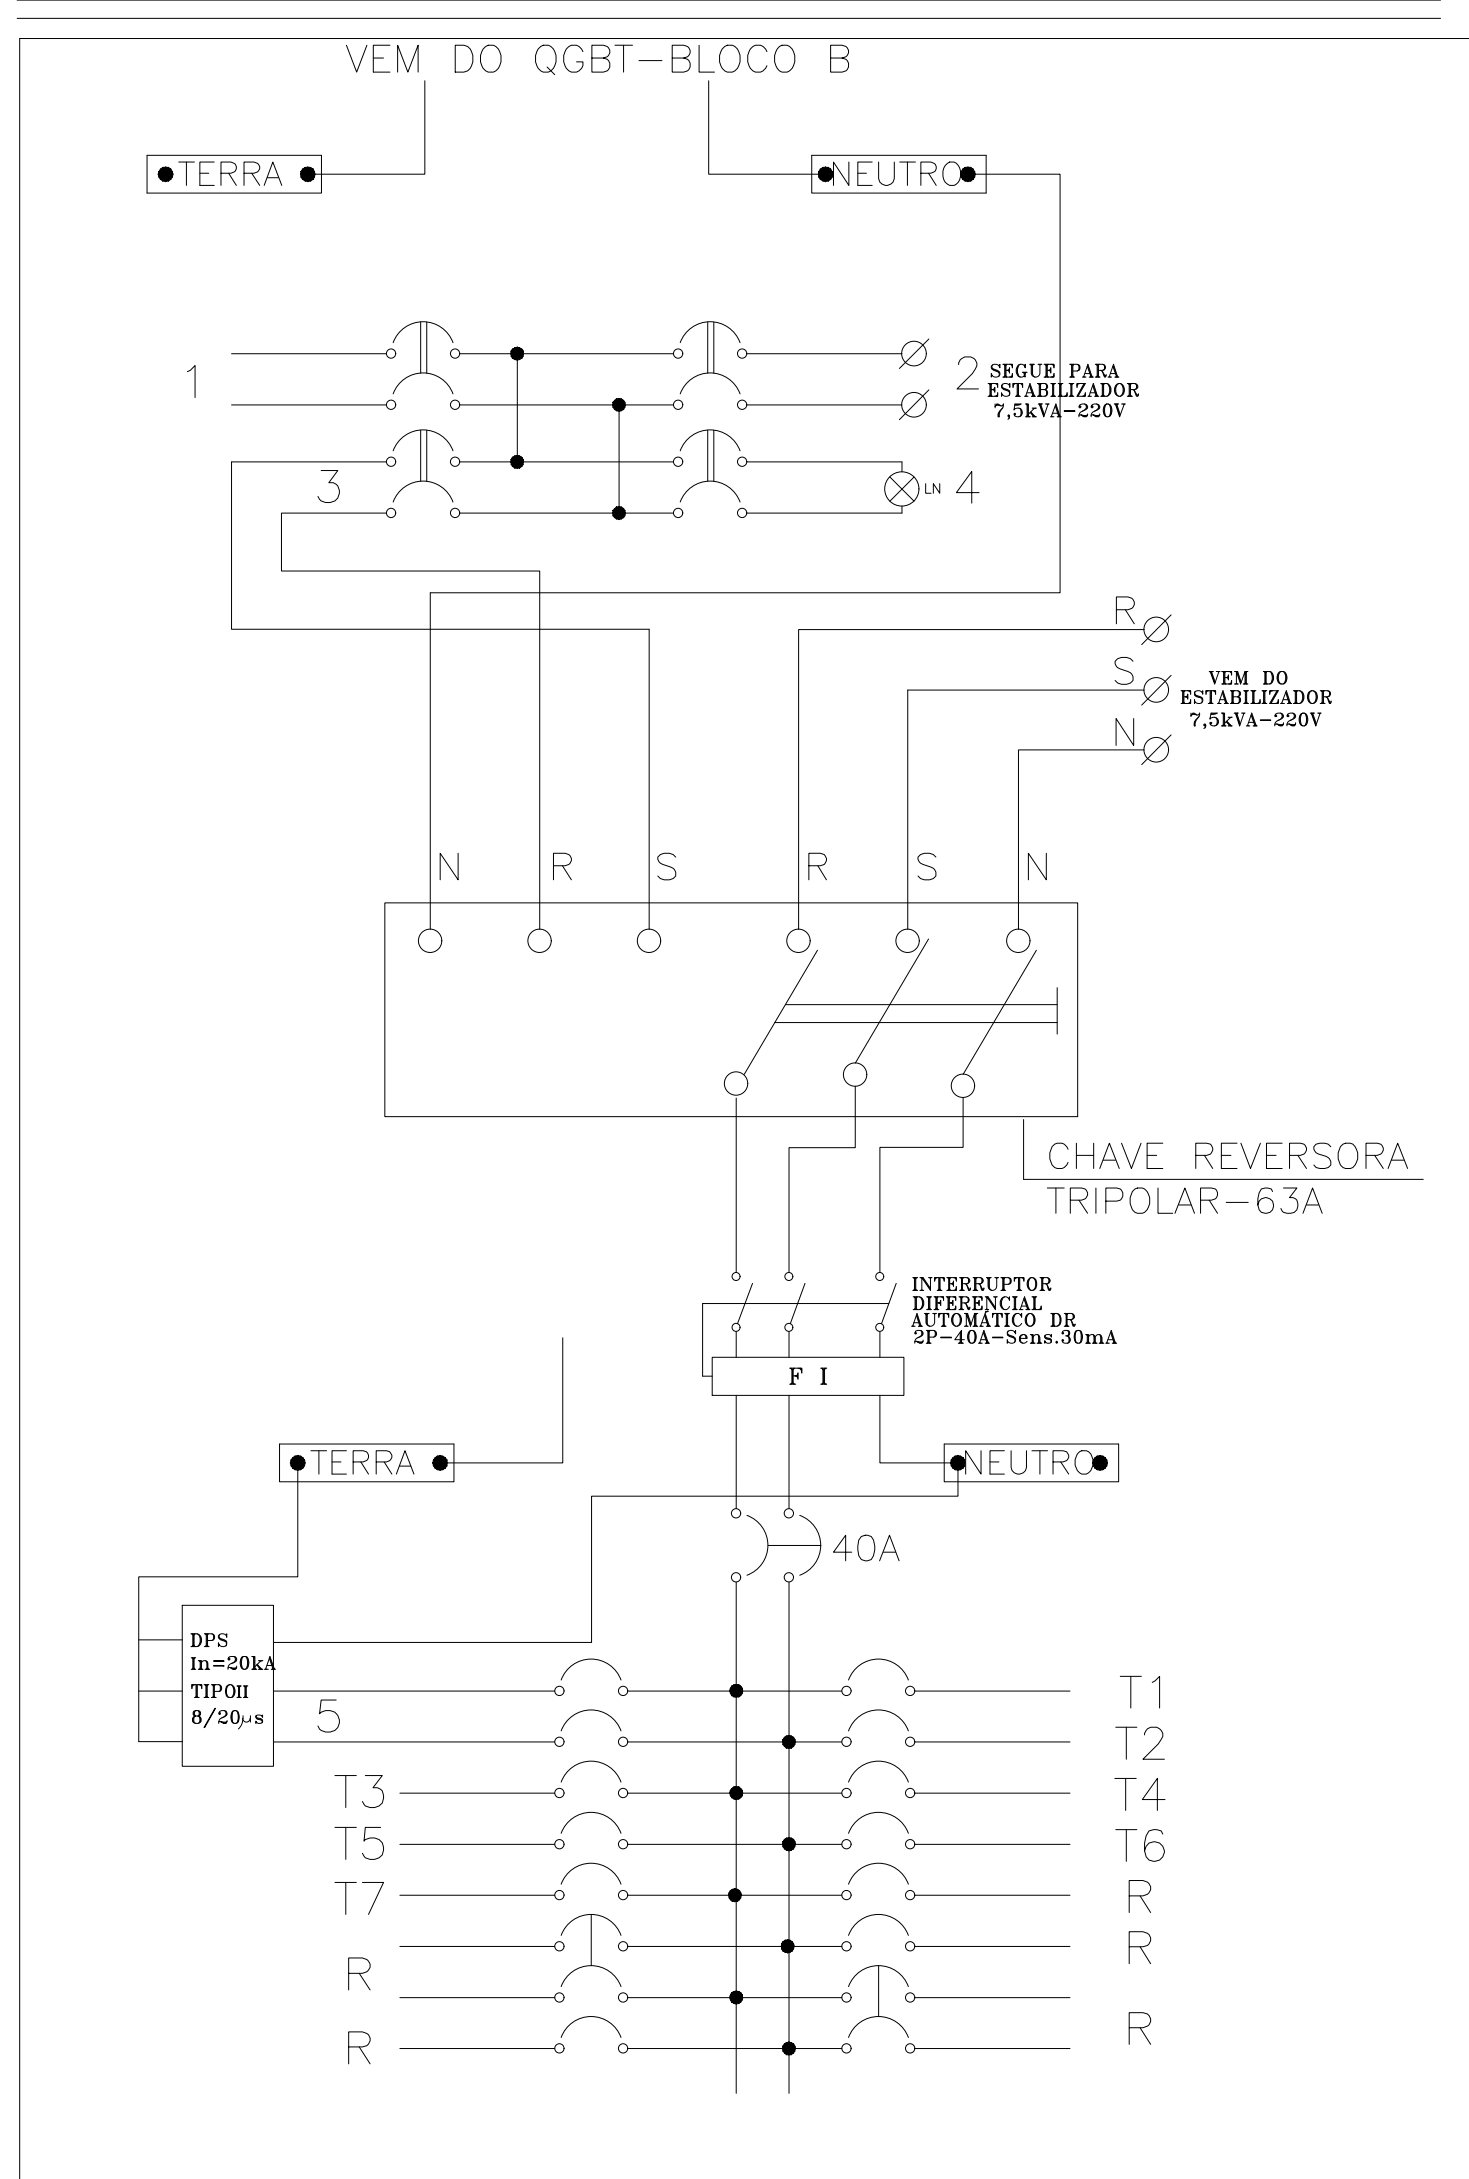 VEM DO QGBT-BLOCO B
TERRA
NEUTRO
1
2
SEGUE PARA
ESTABILIZADOR
7,5kVA-220V
3
LN
4
R
S
VEM DO
ESTABILIZADOR
7,5kVA-220V
N
N
R
S
R
S
N
CHAVE REVERSORA
TRIPOLAR-63A
INTERRUPTOR
DIFERENCIAL
AUTOMÁTICO DR
2P-40A-Sens.30mA
F I
TERRA
NEUTRO
40A
DPS
In=20kA
TIPOII
8/20µs
5
T1
T2
T3
T4
T5
T6
T7
R
R
R
R
R